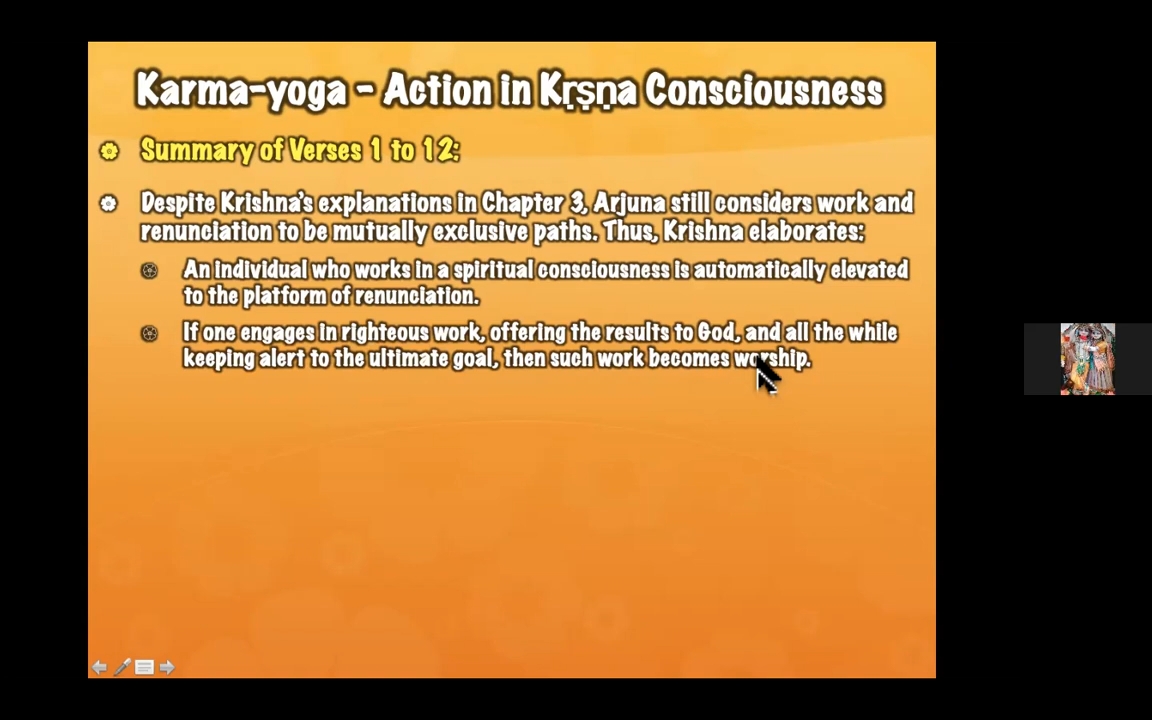 Karma-yoga - Action in Kṛṣṇa Consciousness
Summary of Verses 1 to 12:
Despite Krishna's explanations in Chapter 3, Arjuna still considers work and
renunciation to be mutually exclusive paths. Thus, Krishna elaborates:
An individual who works in a spiritual consciousness is automatically elevated
to the platform of renunciation.
If one engages in righteous work, offering the results to God, and all the while
keeping alert to the ultimate goal, then such work becomes worship.